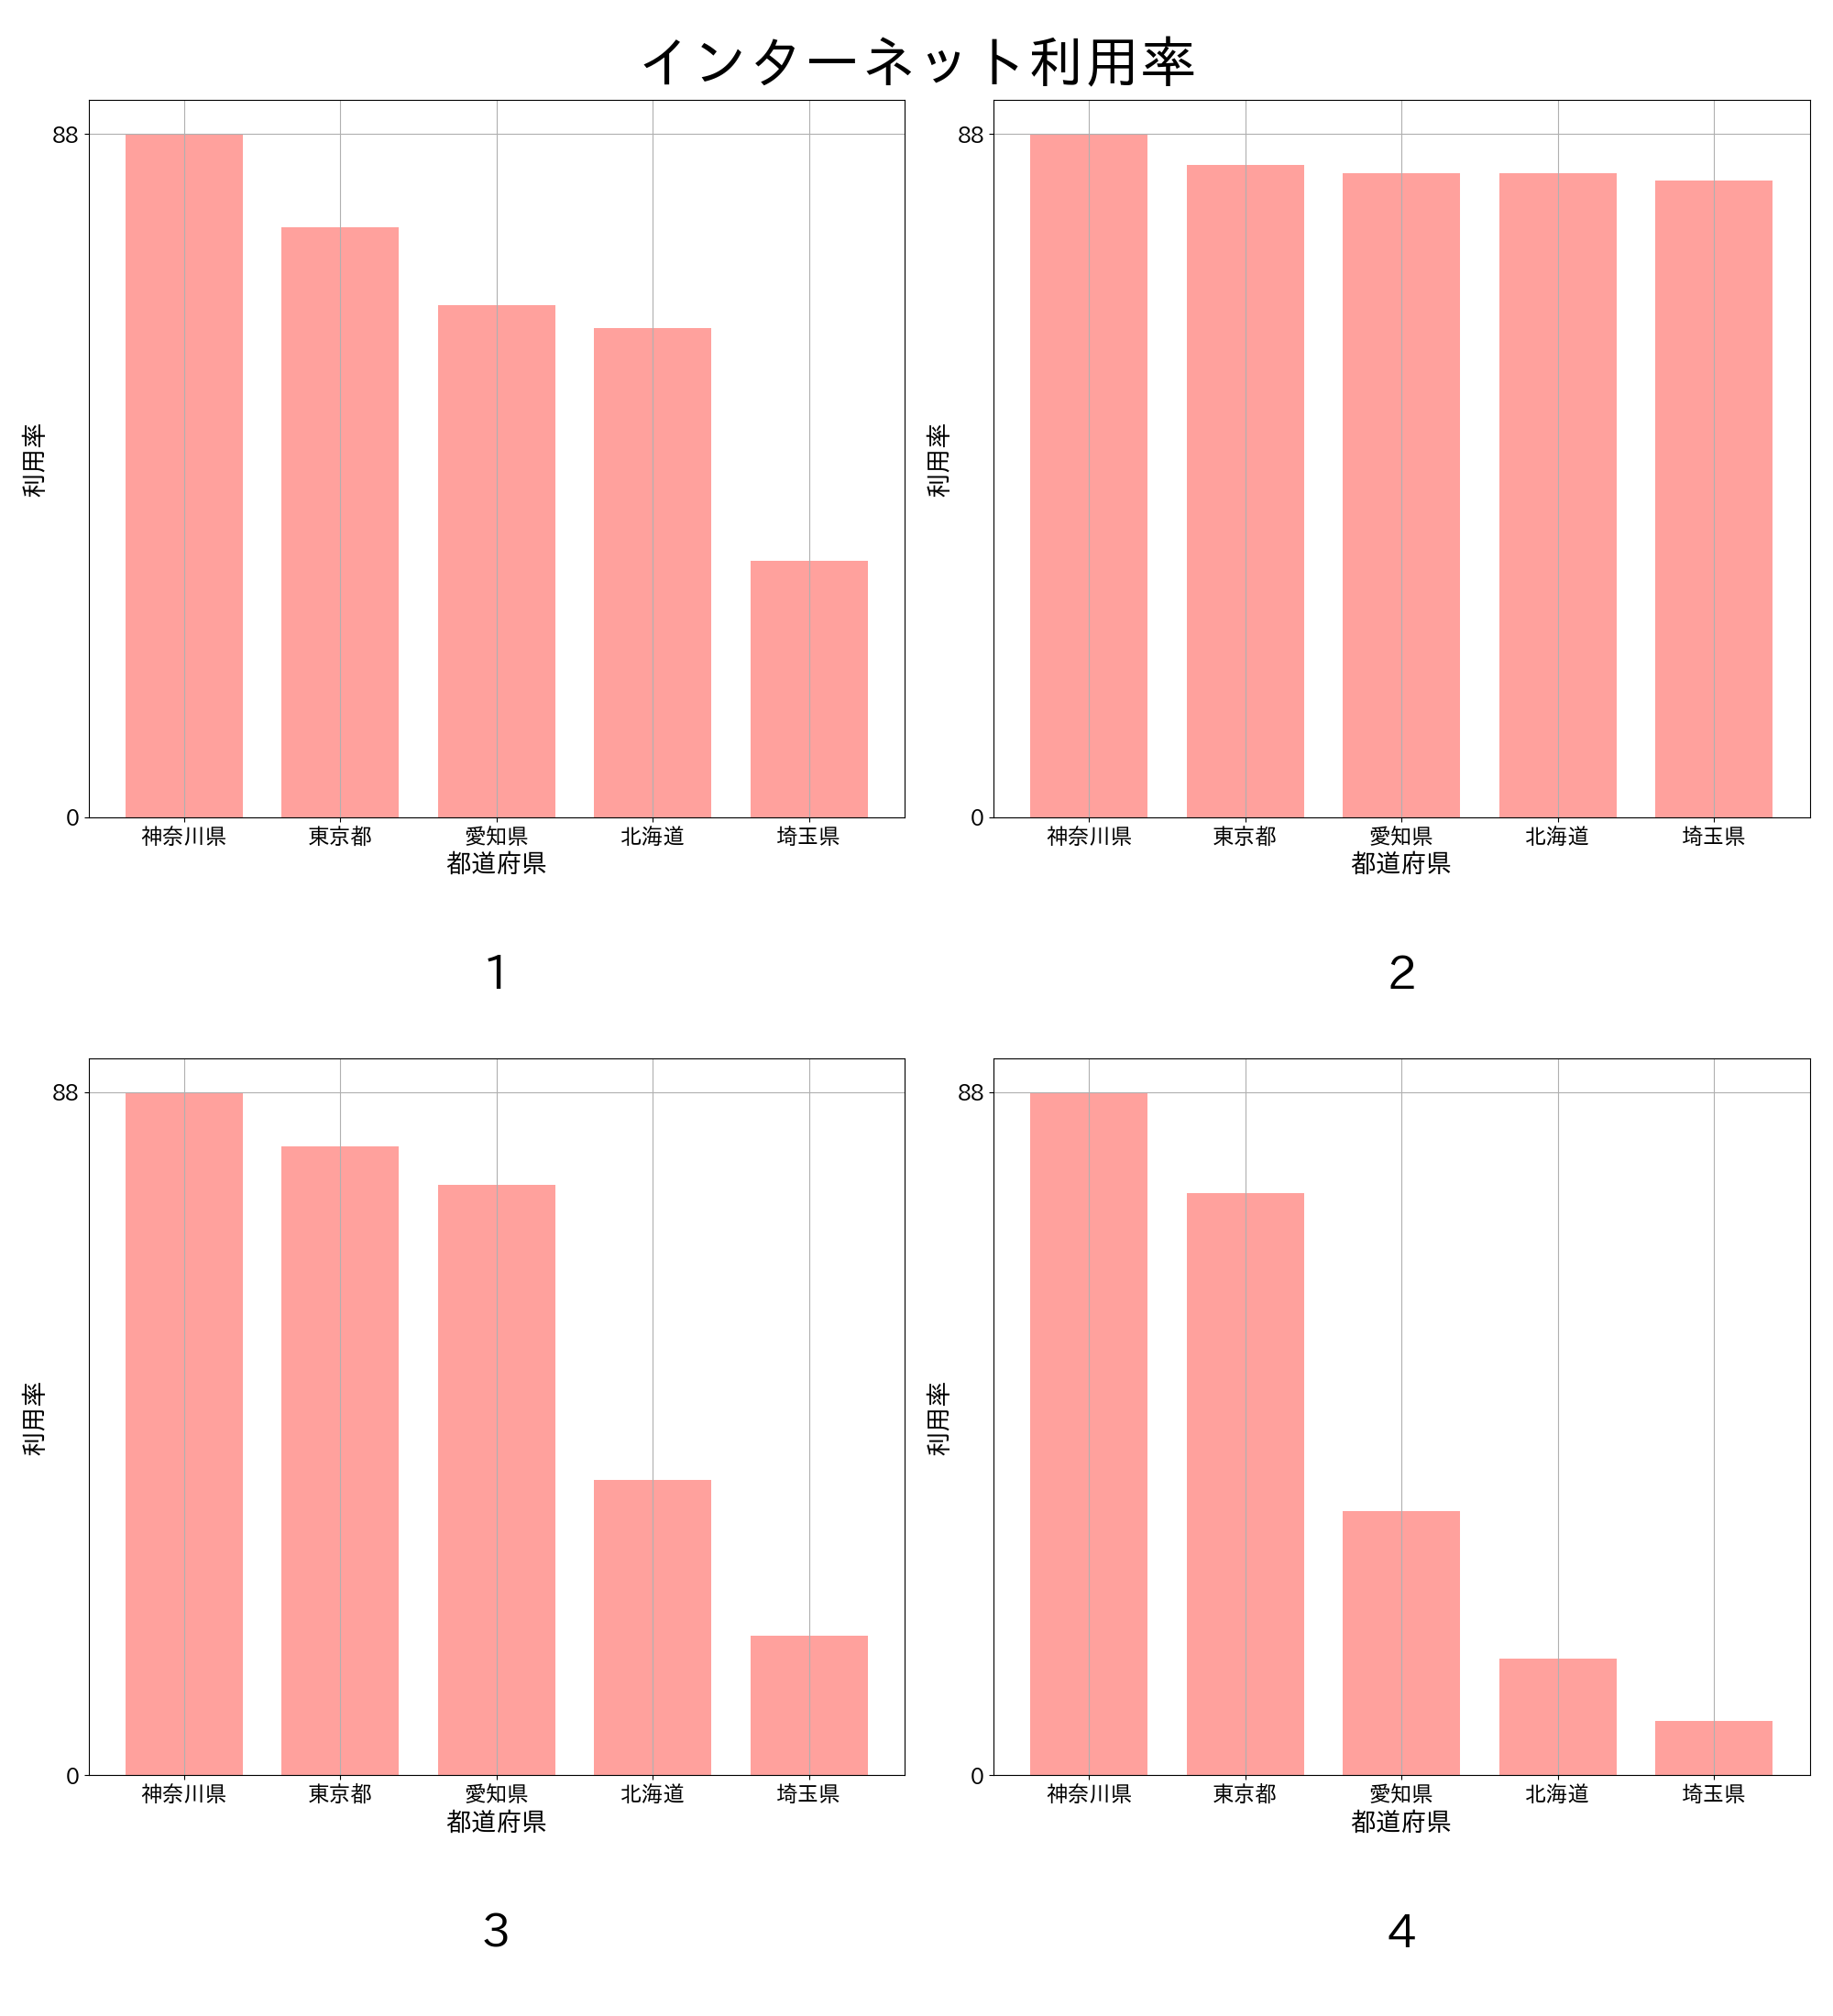 インターネット利用率
88
0
利用率
神奈川県 東京都 愛知県 北海道 埼玉県
都道府県
1
88
0
利用率
神奈川県 東京都 愛知県 北海道 埼玉県
都道府県
2
88
0
利用率
神奈川県 東京都 愛知県 北海道 埼玉県
都道府県
3
88
0
利用率
神奈川県 東京都 愛知県 北海道 埼玉県
都道府県
4